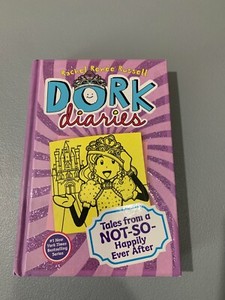 Rachel Renée Russell
DORK
diaries
Tales from a
NOT-SO-
Happily
Ever After
#1 New
York Times
Bestselling
Series